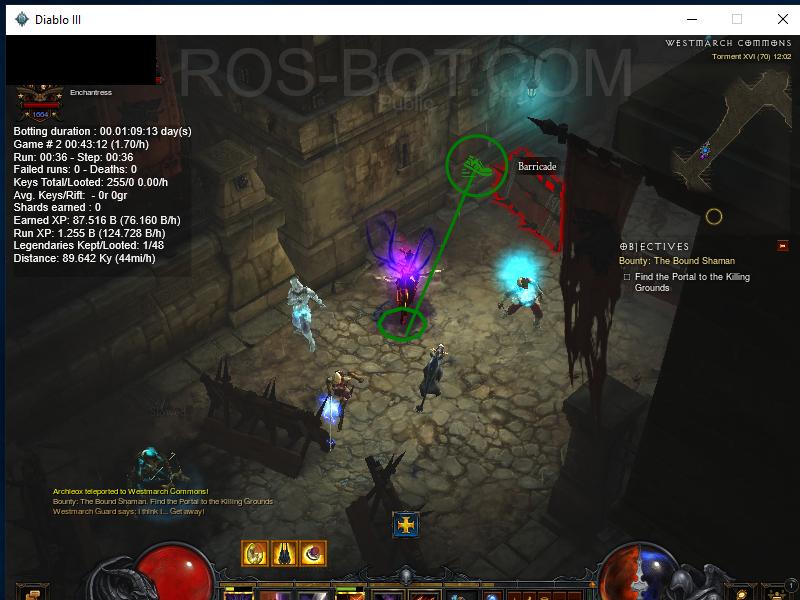 Diablo III
ROS-BOT.COM
Public
WESTMARCH COMMONS
Torment XVI (70) 12:02
Enchantress
1664
Botting duration : 00.01:09:13 day(s)
Game # 2 00:43:12 (1.70/h)
Run: 00:36 - Step: 00:36
Failed runs: 0 - Deaths: 0
Keys Total/Looted: 255/0 0.00/h
Avg. Keys/Rift:  - 0r 0gr
Shards earned : 0
Earned XP: 87.516 B (76.160 B/h)
Run XP: 1.255 B (124.728 B/h)
Legendaries Kept/Looted: 1/48
Distance: 89.642 Ky (44mi/h)
Barricade
OBJECTIVES
Bounty: The Bound Shaman
Find the Portal to the Killing
Grounds
Slowed
Archleox teleported to Westmarch Commons!
Bounty: The Bound Shaman. Find the Portal to the Killing Grounds
Westmarch Guard says: I think I... Get away!
1